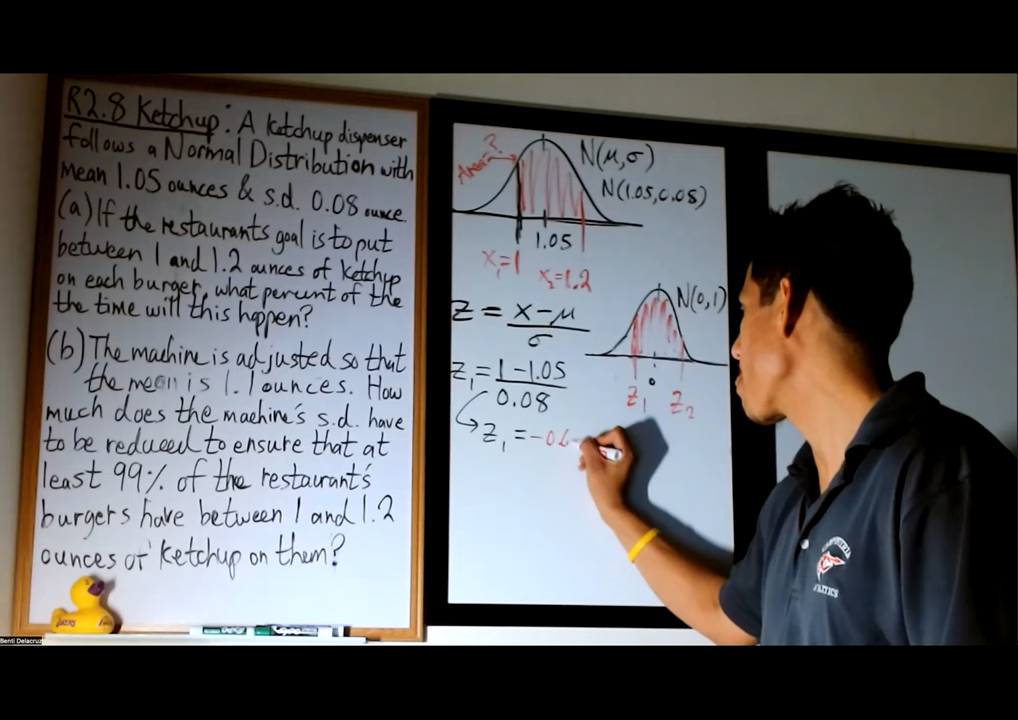 R2.8 Ketchup: A ketchup dispenser
follows a Normal Distribution with
mean 1.05 ounces & s.d. 0.08 ounce
(a) If the restaurants goal is to put
between 1 and 1.2 ounces of ketchup
on each burger, what percent of the
the time will this happen?
(b) The machine is adjusted so that
the mean is 1.1 ounces. How
much does the machine's s.d. have
to be reduced to ensure that at
least 99% of the restaurant's
burgers have between 1 and 1.2
ounces of ketchup on them?
Area?
N(μ,σ)
N(1.05,0.08)
1.05
x₁=1
x₂=1.2
z = x-μ / σ
N(0,1)
0
z₁ z₂
z₁ = 1-1.05 / 0.08
z₁ = -0.6
Benti Delacruz